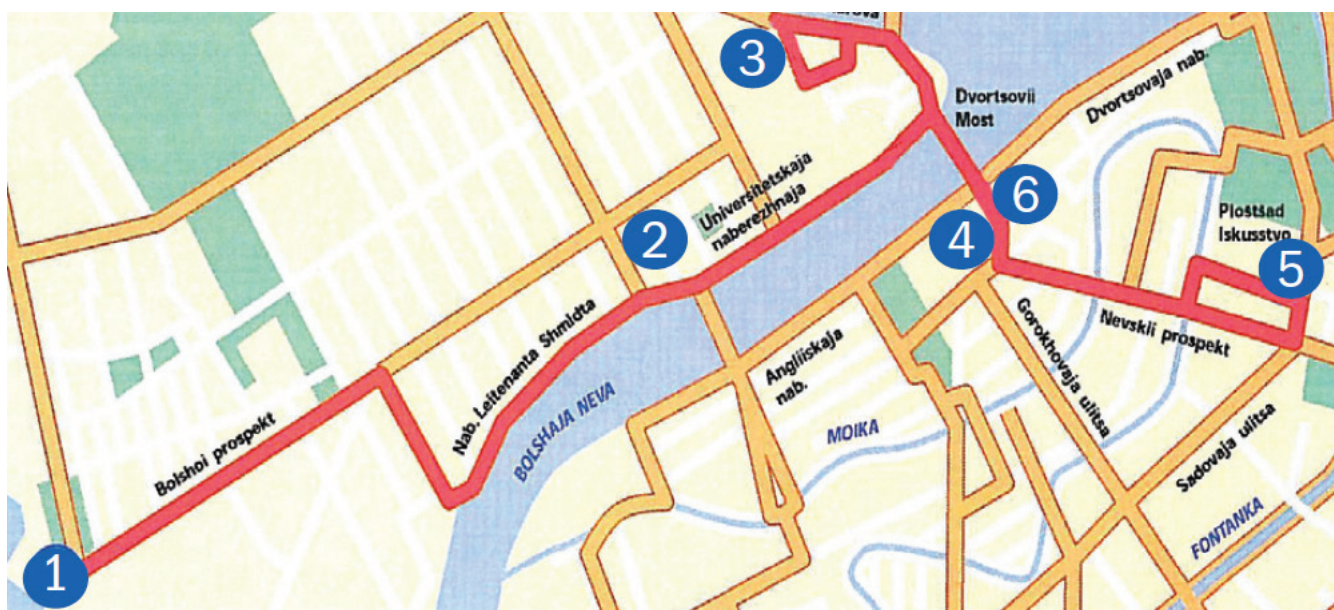 3
Dvortsovii
Most
Dvortsovaja nab.
Universitetskaja
naberezhnaja
6
2
4
Plostšad
Iskusstvo
5
Nab. Leitenanta Shmidta
Angliiskaja
nab.
Gorokhovaja ulitsa
Nevskii prospekt
Bolshoi prospekt
BOLSHAJA NEVA
MOIKA
Sadovaja ulitsa
FONTANKA
1